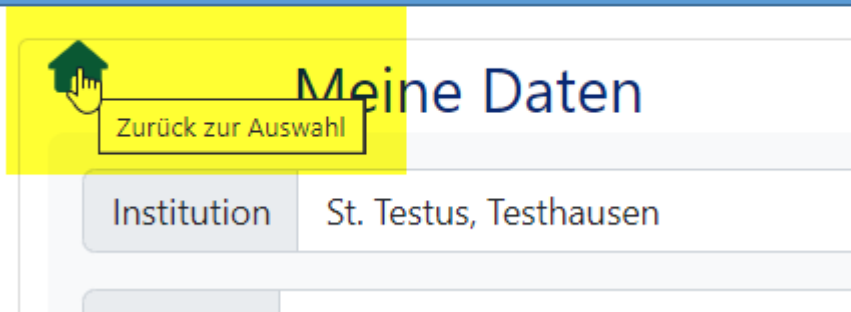 Meine Daten
Zurück zur Auswahl
Institution St. Testus, Testhausen